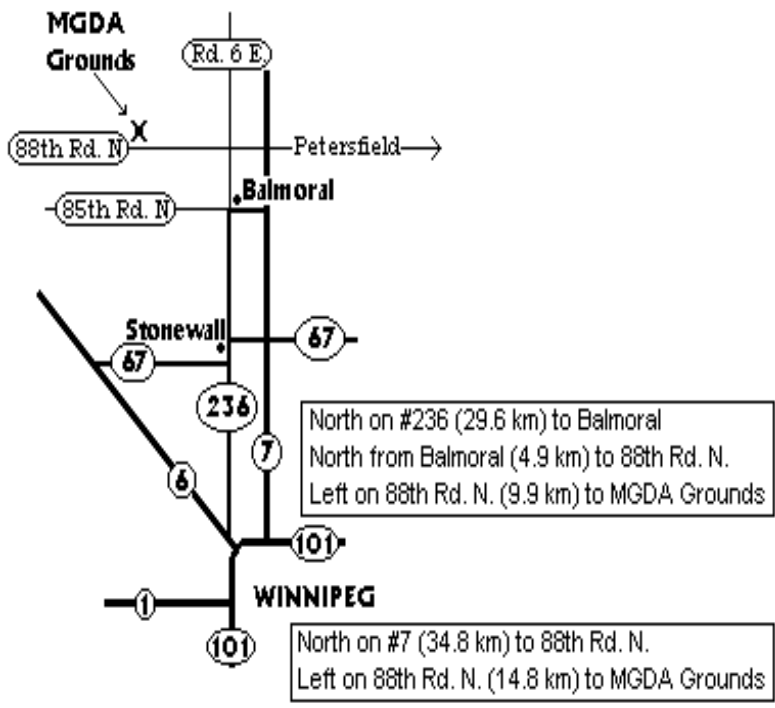 MGDA
Grounds
Rd. 6 E
88th Rd. N
Petersfield
Balmoral
85th Rd. N
Stonewall
67
67
236
7
6
North on #236 (29.6 km) to Balmoral
North from Balmoral (4.9 km) to 88th Rd. N.
Left on 88th Rd. N. (9.9 km) to MGDA Grounds
101
1
WINNIPEG
101
North on #7 (34.8 km) to 88th Rd. N.
Left on 88th Rd. N. (14.8 km) to MGDA Grounds